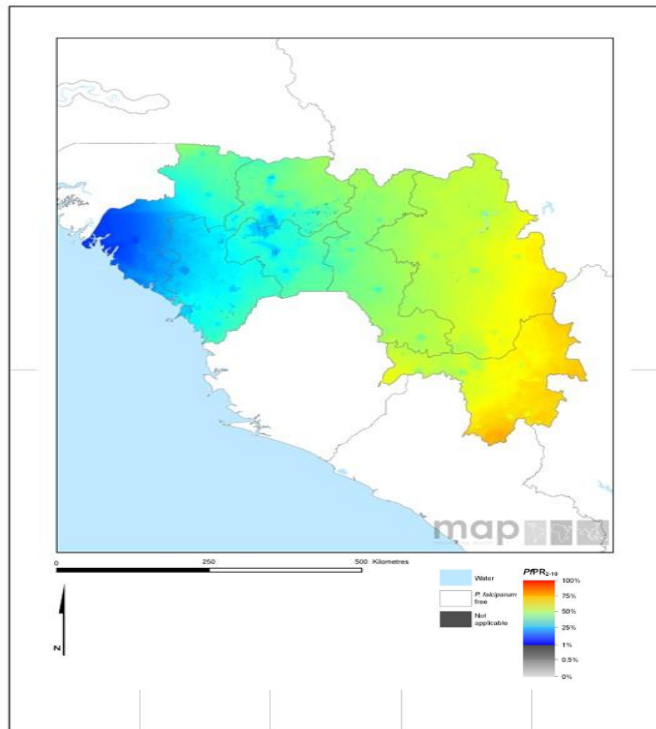 map
0 250 500 Kilometres
N
Water
P. falciparum
free
Not
applicable
PfPR2-10
100%
75%
50%
25%
1%
0.5%
0%